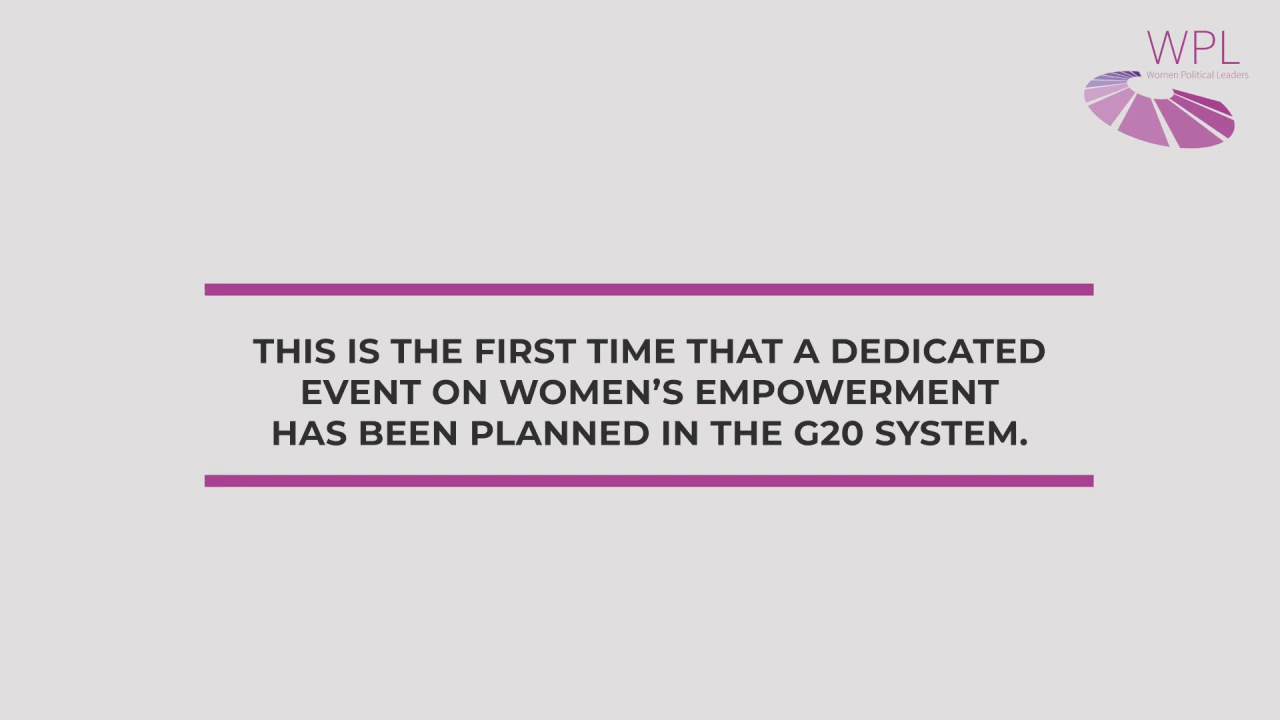 WPL
Women Political Leaders
THIS IS THE FIRST TIME THAT A DEDICATED
EVENT ON WOMEN’S EMPOWERMENT
HAS BEEN PLANNED IN THE G20 SYSTEM.